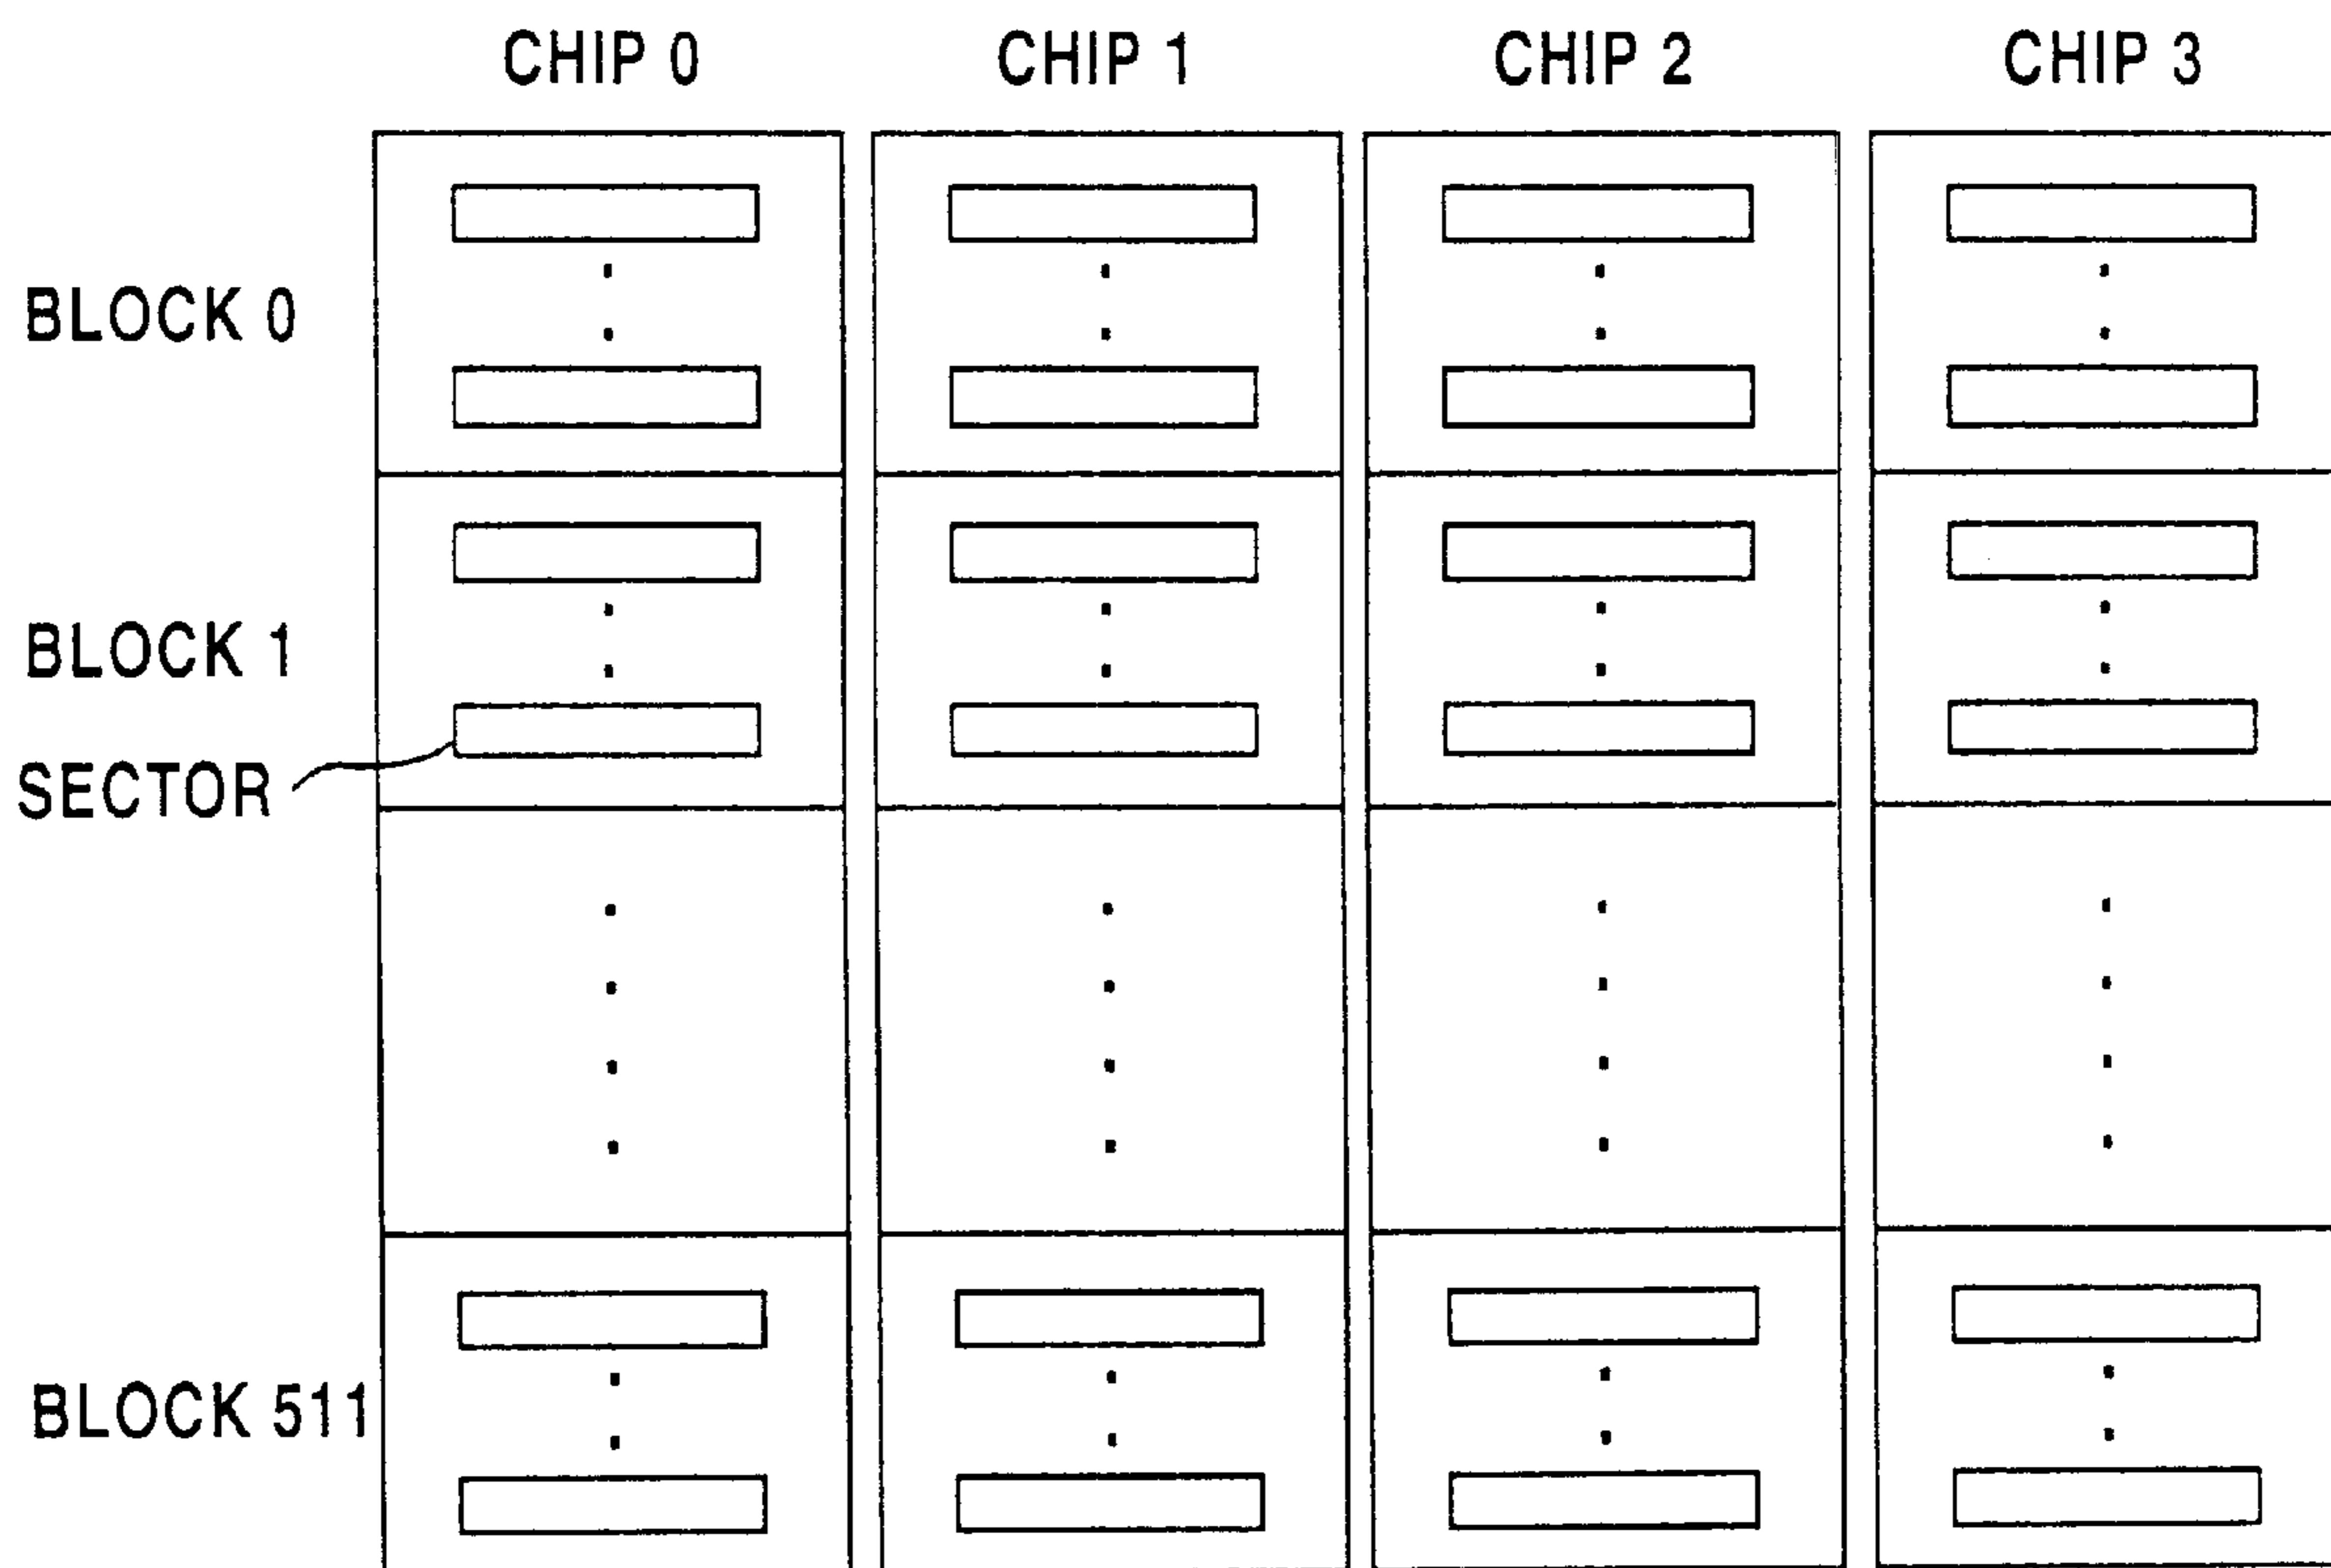 CHIP 0 CHIP 1 CHIP 2 CHIP 3
BLOCK 0
BLOCK 1
SECTOR
BLOCK 511